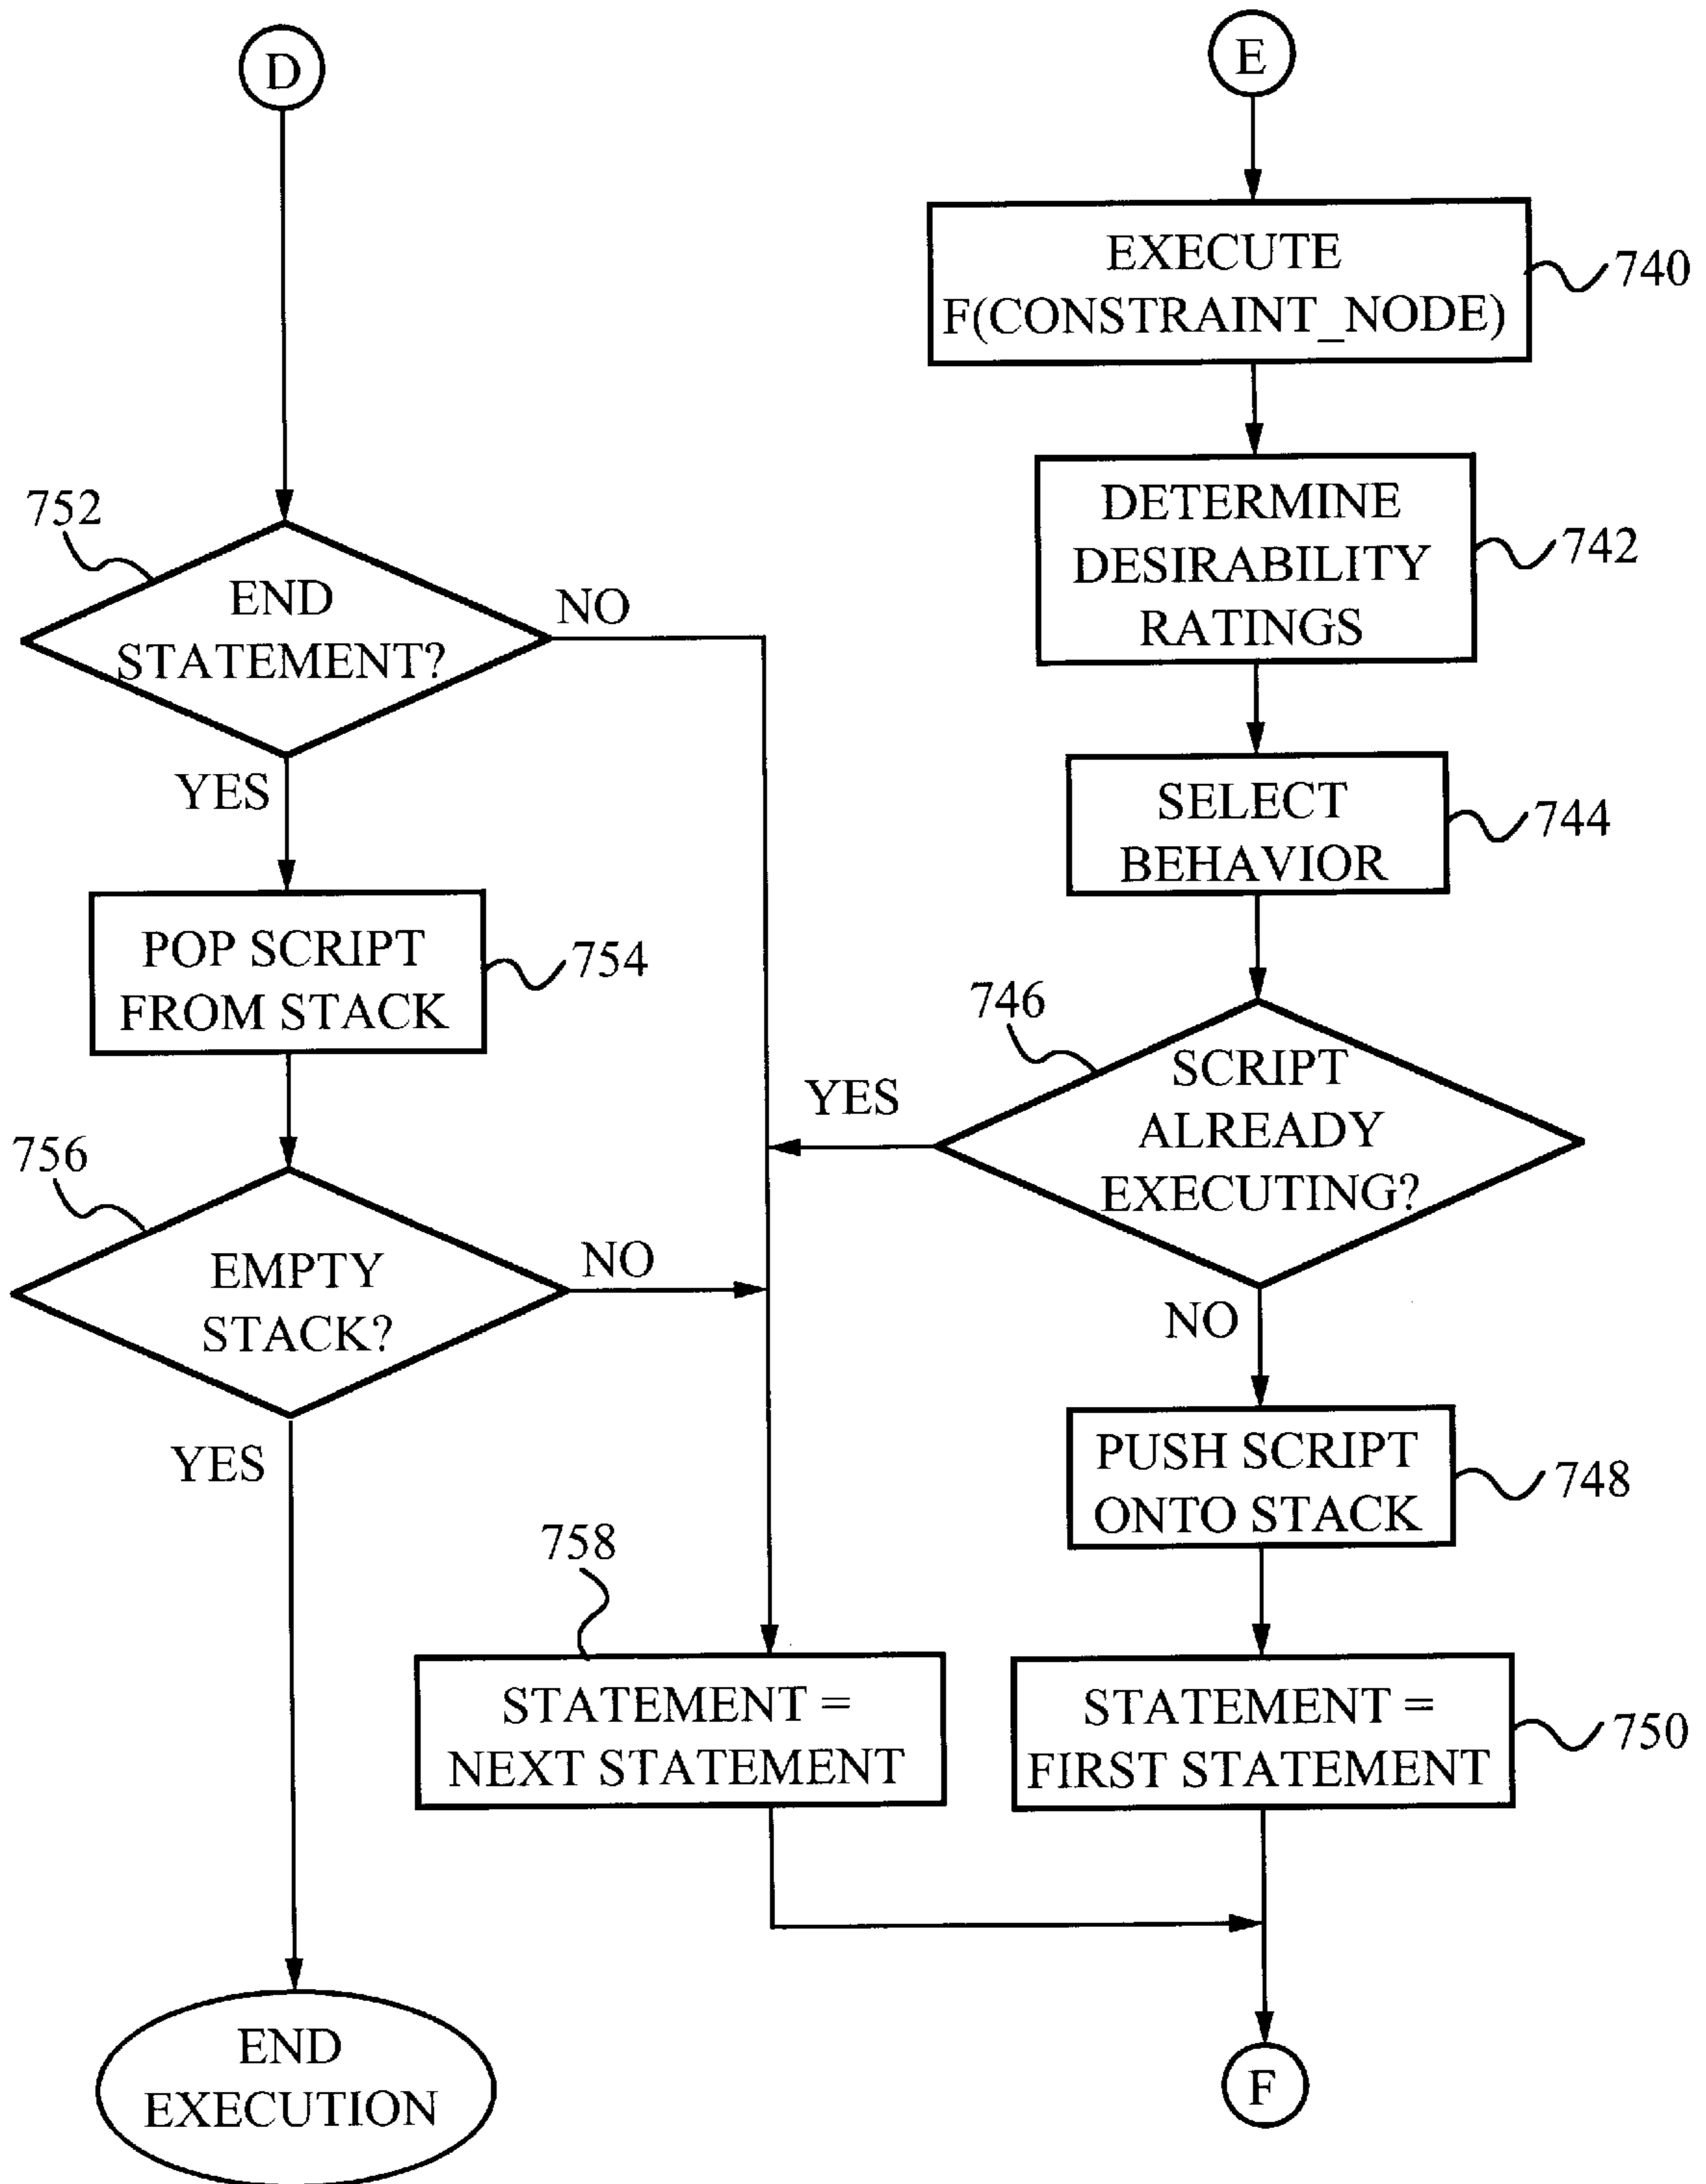 D
752
END
STATEMENT?
NO
YES
POP SCRIPT
FROM STACK
754
756
EMPTY
STACK?
NO
YES
END
EXECUTION
758
STATEMENT =
NEXT STATEMENT
E
EXECUTE
F(CONSTRAINT_NODE)
740
DETERMINE
DESIRABILITY
RATINGS
742
SELECT
BEHAVIOR
744
746
SCRIPT
ALREADY
EXECUTING?
YES
NO
PUSH SCRIPT
ONTO STACK
748
STATEMENT =
FIRST STATEMENT
750
F